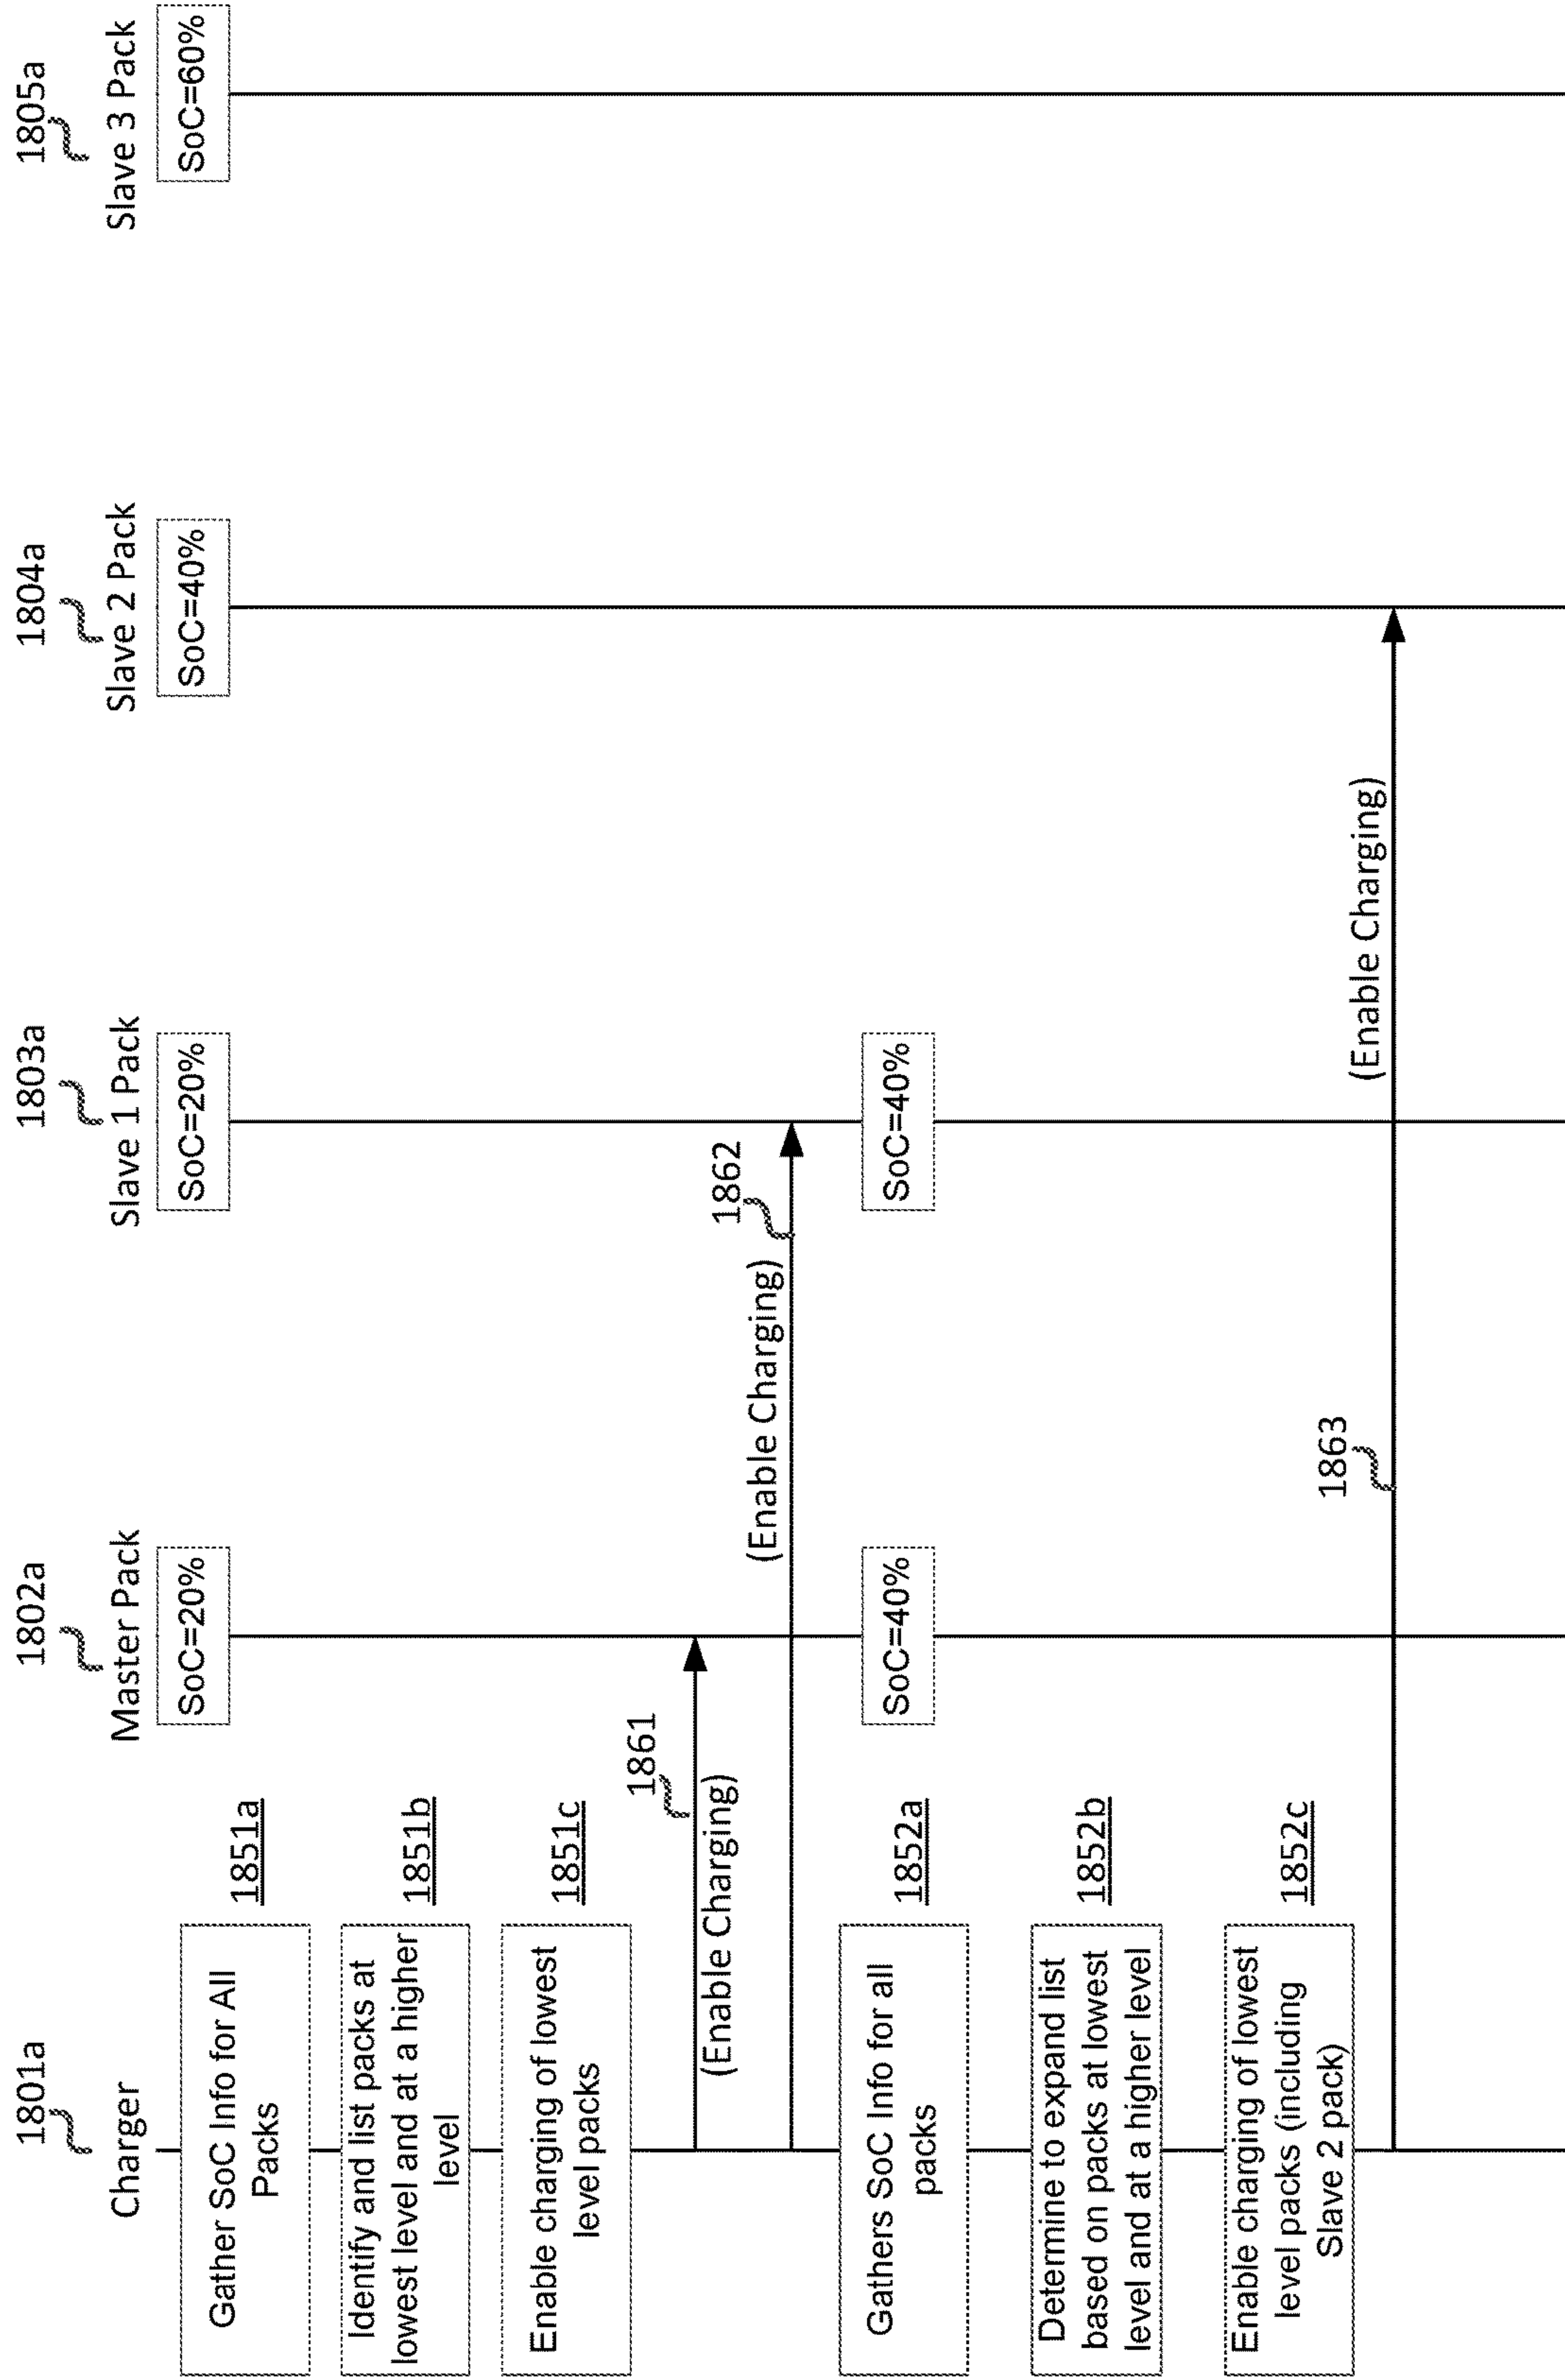 1801a
1802a
1803a
1804a
1805a
Charger
Master Pack
Slave 1 Pack
Slave 2 Pack
Slave 3 Pack
SoC=20%
SoC=20%
SoC=40%
SoC=60%
Gather SoC Info for All
Packs
1851a
Identify and list packs at
lowest level and at a higher
level
1851b
Enable charging of lowest
level packs
1851c
1861
(Enable Charging)
1862
(Enable Charging)
Gathers SoC Info for all
packs
1852a
SoC=40%
SoC=40%
Determine to expand list
based on packs at lowest
level and at a higher level
1852b
Enable charging of lowest
level packs (including
Slave 2 pack)
1852c
1863
(Enable Charging)